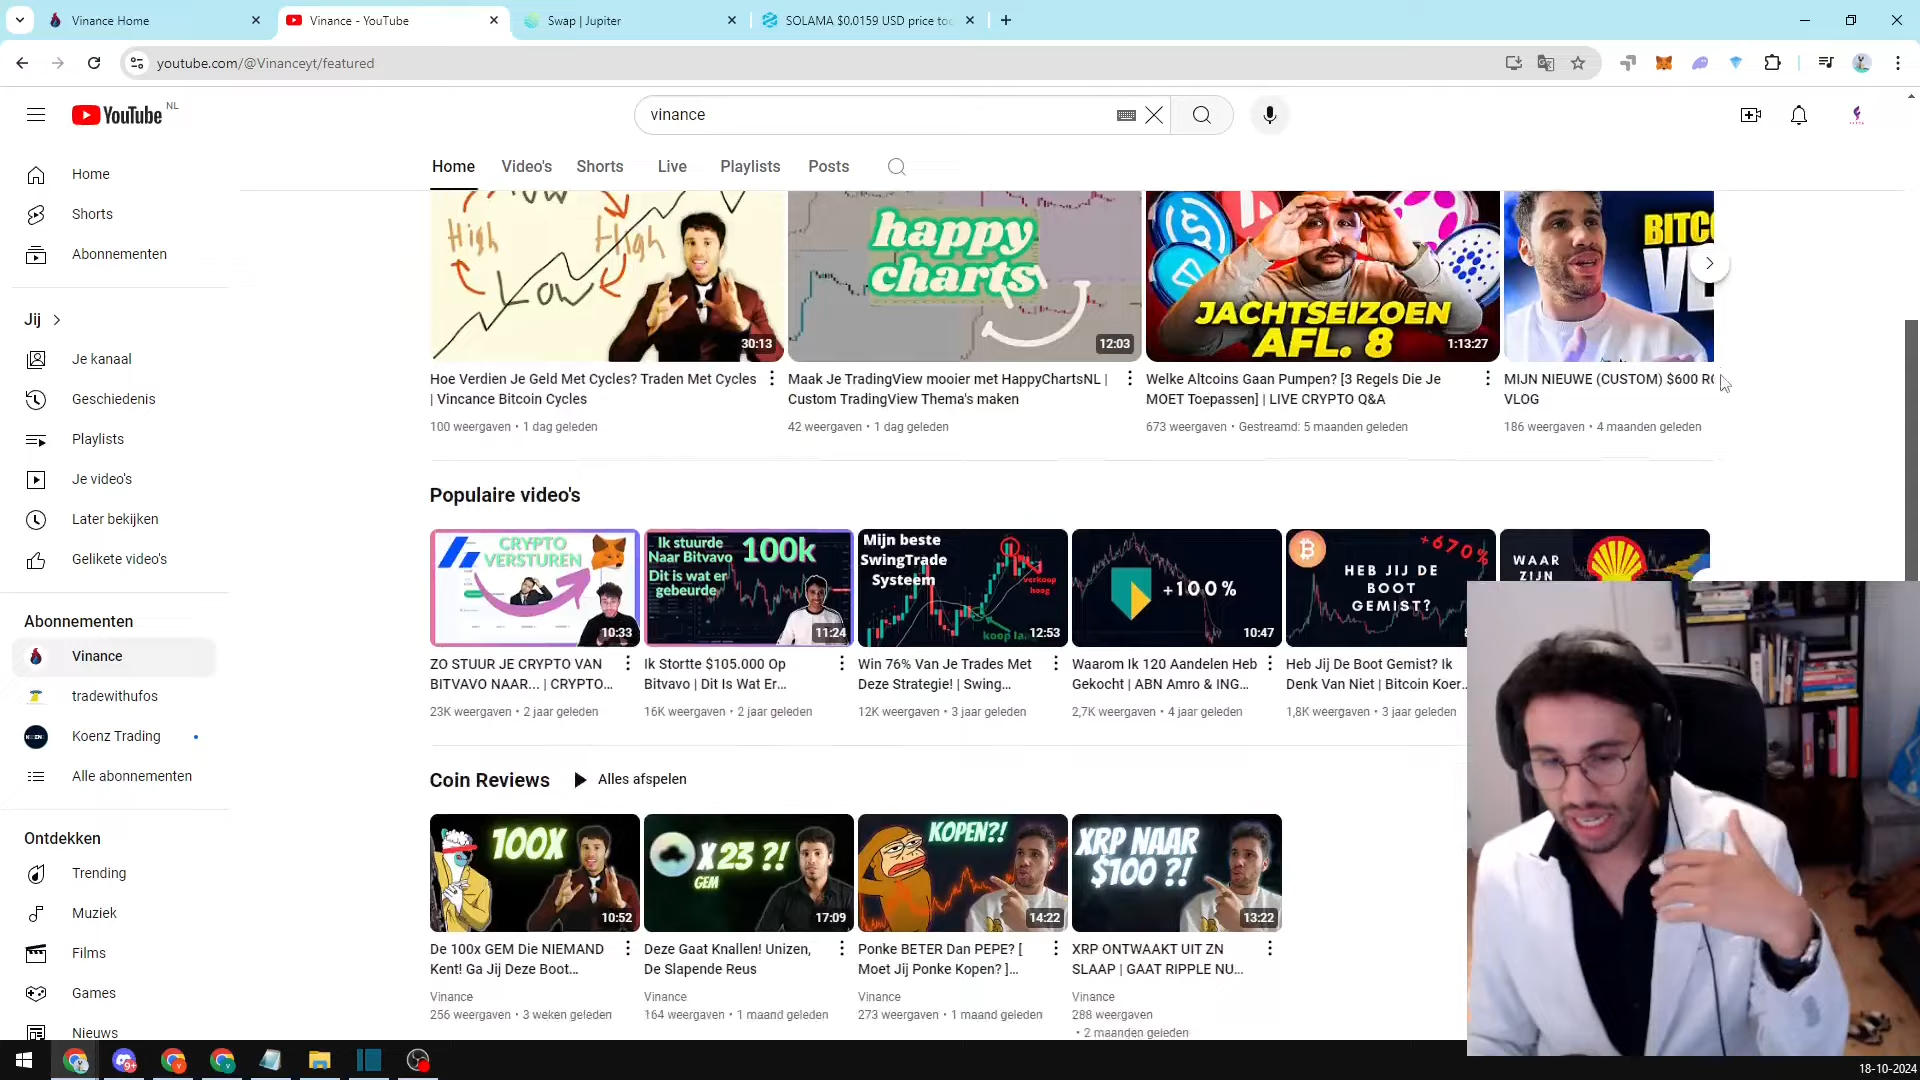 Vinance Home
Vinance - YouTube
Swap | Jupiter
SOLAMA $0.0159 USD price to
youtube.com/@Vinanceyt/featured
YouTube NL
vinance
Home
Video's
Shorts
Live
Playlists
Posts
Home
Shorts
Abonnementen
Jij
Je kanaal
Geschiedenis
Playlists
Je video's
Later bekijken
Gelikete video's
Abonnementen
Vinance
tradewithufos
Koenz Trading
Alle abonnementen
Ontdekken
Trending
Muziek
Films
Games
Nieuws
High
High
Low
30:13
Hoe Verdien Je Geld Met Cycles? Traden Met Cycles
| Vincance Bitcoin Cycles
100 weergaven • 1 dag geleden
happy
charts
12:03
Maak Je TradingView mooier met HappyChartsNL |
Custom TradingView Thema's maken
42 weergaven • 1 dag geleden
JACHTSEIZOEN
AFL. 8
1:13:27
Welke Altcoins Gaan Pumpen? [3 Regels Die Je
MOET Toepassen] | LIVE CRYPTO Q&A
673 weergaven • Gestreamd: 5 maanden geleden
BITC
MIJN NIEUWE (CUSTOM) $600 R
VLOG
186 weergaven • 4 maanden geleden
Populaire video's
CRYPTO
VERSTUREN
10:33
ZO STUUR JE CRYPTO VAN
BITVAVO NAAR... | CRYPTO...
23K weergaven • 2 jaar geleden
Ik stuurde
Naar Bitvavo
100k
Dit is wat er
gebeurde
11:24
Ik Stortte $105.000 Op
Bitvavo | Dit Is Wat Er...
16K weergaven • 2 jaar geleden
Mijn beste
SwingTrade
Systeem
verkoop
hoog
koop la
12:53
Win 76% Van Je Trades Met
Deze Strategie! | Swing...
12K weergaven • 3 jaar geleden
+100%
10:47
Waarom Ik 120 Aandelen Heb
Gekocht | ABN Amro & ING...
2,7K weergaven • 4 jaar geleden
+670%
HEB JIJ DE
BOOT
GEMIST?
Heb Jij De Boot Gemist? Ik
Denk Van Niet | Bitcoin Koer..
1,8K weergaven • 3 jaar geleden
WAAR
ZIJN
Coin Reviews
Alles afspelen
100X
10:52
De 100x GEM Die NIEMAND
Kent! Ga Jij Deze Boot...
Vinance
256 weergaven • 3 weken geleden
X23 ?!
GEM
17:09
Deze Gaat Knallen! Unizen,
De Slapende Reus
Vinance
164 weergaven • 1 maand geleden
KOPEN?!
14:22
Ponke BETER Dan PEPE? [
Moet Jij Ponke Kopen? ]...
Vinance
273 weergaven • 1 maand geleden
XRP NAAR
$100 ?!
13:22
XRP ONTWAAKT UIT ZN
SLAAP | GAAT RIPPLE NU...
Vinance
288 weergaven
• 2 maanden geleden
18-10-2024